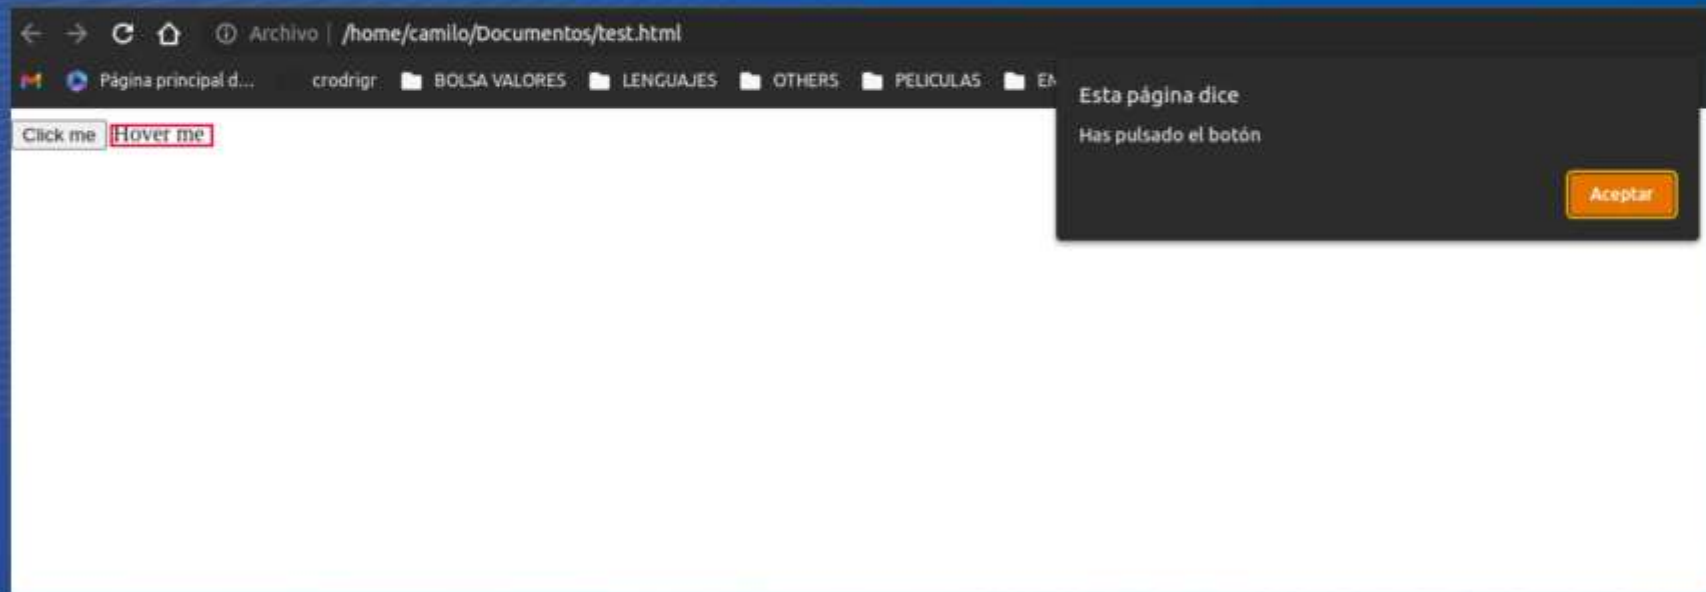 Archivo | /home/camilo/Documentos/test.html
Página principal d... crodrigr BOLSA VALORES LENGUAJES OTHERS PELICULAS EN
Esta página dice
Has pulsado el botón
Aceptar
Click me Hover me